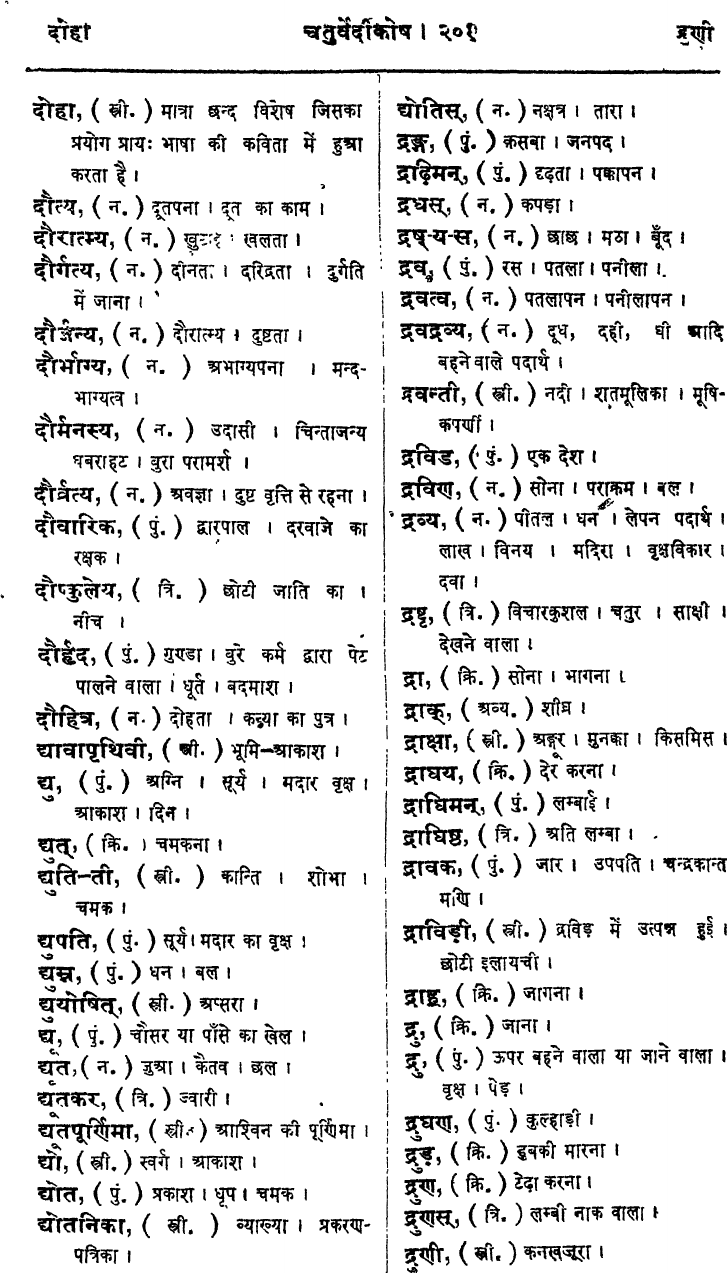 दोहा चतुर्वेदीकोष । २०१ द्रुणी
दोहा, ( स्त्री. ) मात्रा छन्द विशेष जिसका
प्रयोग प्रायः भाषा की कविता में हुआ
करता है ।
दौत्य, ( न. ) दूतपना । दूत का काम ।
दौरात्म्य, ( न. ) खलता ।
दौर्गत्य, ( न. ) दीनता । दरिद्रता । दुर्गति
में जाना ।
दौर्जन्य, ( न. ) दौरात्म्य । दुष्टता ।
दौर्भाग्य, ( न. ) अभाग्यपना । मन्द-
भाग्यत्व ।
दौर्मनस्य, ( न. ) उदासी । चिन्ताजन्य
घबराहट । बुरा परामर्श ।
दौर्वृत्य, ( न. ) अवज्ञा । दुष्ट वृत्ति से रहना ।
दौवारिक, ( पुं. ) द्वारपाल । दरवाजे का
रक्षक ।
दौष्कुलेय, ( त्रि. ) छोटी जाति का ।
नीच ।
दौर्हृद, ( पुं. ) गुण्डा । बुरे कर्म द्वारा पेट
पालने वाला । धूर्त । बदमाश ।
दौहित्र, ( न. ) दोहता । कन्या का पुत्र ।
द्यावापृथिवी, ( स्त्री. ) भूमि-आकाश ।
द्यु, ( पुं. ) अग्नि । सूर्य । मदार वृक्ष ।
आकाश । दिन ।
द्युत्, ( क्रि. ) चमकना ।
द्युति-ती, ( स्त्री. ) कान्ति । शोभा ।
चमक ।
द्युपति, ( पुं. ) सूर्य । मदार का वृक्ष ।
द्युम्न, ( पुं. ) धन । बल ।
द्युयोषित्, ( स्त्री. ) अप्सरा ।
द्यू, ( पुं. ) चौसर या पाँसे का खेल ।
द्यूत, ( न. ) जुआ । कैतव । छल ।
द्यूतकर, ( त्रि. ) ज्वारी ।
द्यूतपूर्णिमा, ( स्त्री. ) आश्विन की पूर्णिमा ।
द्यो, ( स्त्री. ) स्वर्ग । आकाश ।
द्योत, ( पुं. ) प्रकाश । धूप । चमक ।
द्योतनिका, ( स्त्री. ) व्याख्या । प्रकरण-
पत्रिका ।
द्योतिस्, ( न. ) नक्षत्र । तारा ।
द्रङ्ग, ( पुं. ) क़सबा । जनपद ।
द्रढ़िमन्, ( पुं. ) दृढ़ता । पक्कापन ।
द्रधस्, ( न. ) कपड़ा ।
द्रष्-य-स, ( न. ) छाछ । मठा । बूँद ।
द्रव, ( पुं. ) रस । पतला । पनीला ।
द्रवत्व, ( न. ) पतलापन । पनीलापन ।
द्रवद्रव्य, ( न. ) दूध, दही, घी आदि
बहने वाले पदार्थ ।
द्रवन्ती, ( स्त्री. ) नदी । शतमूलिका । मूषि-
कपर्णी ।
द्रविड, ( पुं. ) एक देश ।
द्रविण, ( न. ) सोना । पराक्रम । बल ।
द्रव्य, ( न. ) पीतल । धन । लेपन पदार्थ ।
लाख । विनय । मदिरा । वृक्षविकार ।
दवा ।
द्रष्टृ, ( त्रि. ) विचारकुशल । चतुर । साक्षी ।
देखने वाला ।
द्रा, ( क्रि. ) सोना । भागना ।
द्राक्, ( अव्य. ) शीघ्र ।
द्राक्षा, ( स्त्री. ) अङ्गूर । मुनक्का । किसमिस ।
द्राघय, ( क्रि. ) देर करना ।
द्राघिमन्, ( पुं. ) लम्बाई ।
द्राघिष्ठ, ( त्रि. ) अति लम्बा ।
द्रावक, ( पुं. ) जार । उपपति । चन्द्रकान्त
मणि ।
द्राविड़ी, ( स्त्री. ) द्रविड़ में उत्पन्न हुई ।
छोटी इलायची ।
द्राह्, ( क्रि. ) जागना ।
द्रु, ( क्रि. ) जाना ।
द्रु, ( पुं. ) ऊपर बहने वाला या जाने वाला ।
वृक्ष । पेड़ ।
द्रुघण, ( पुं. ) कुल्हाड़ी ।
द्रुड़, ( क्रि. ) डुबकी मारना ।
द्रुण, ( क्रि. ) टेढ़ा करना ।
द्रुणस्, ( त्रि. ) लम्बी नाक वाला ।
द्रुणी, ( स्त्री. ) कनखजूरा ।